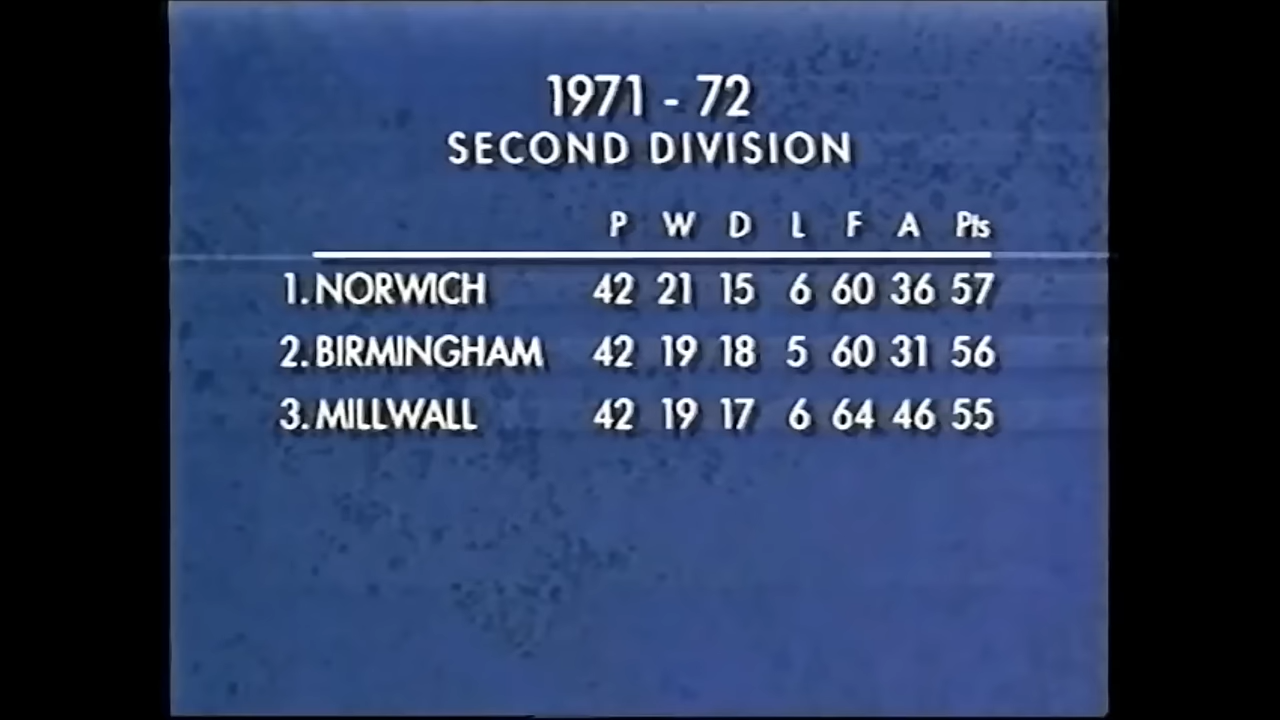 1971 - 72
SECOND DIVISION
P W D L F A Pts
1. NORWICH 42 21 15 6 60 36 57
2. BIRMINGHAM 42 19 18 5 60 31 56
3. MILLWALL 42 19 17 6 64 46 55